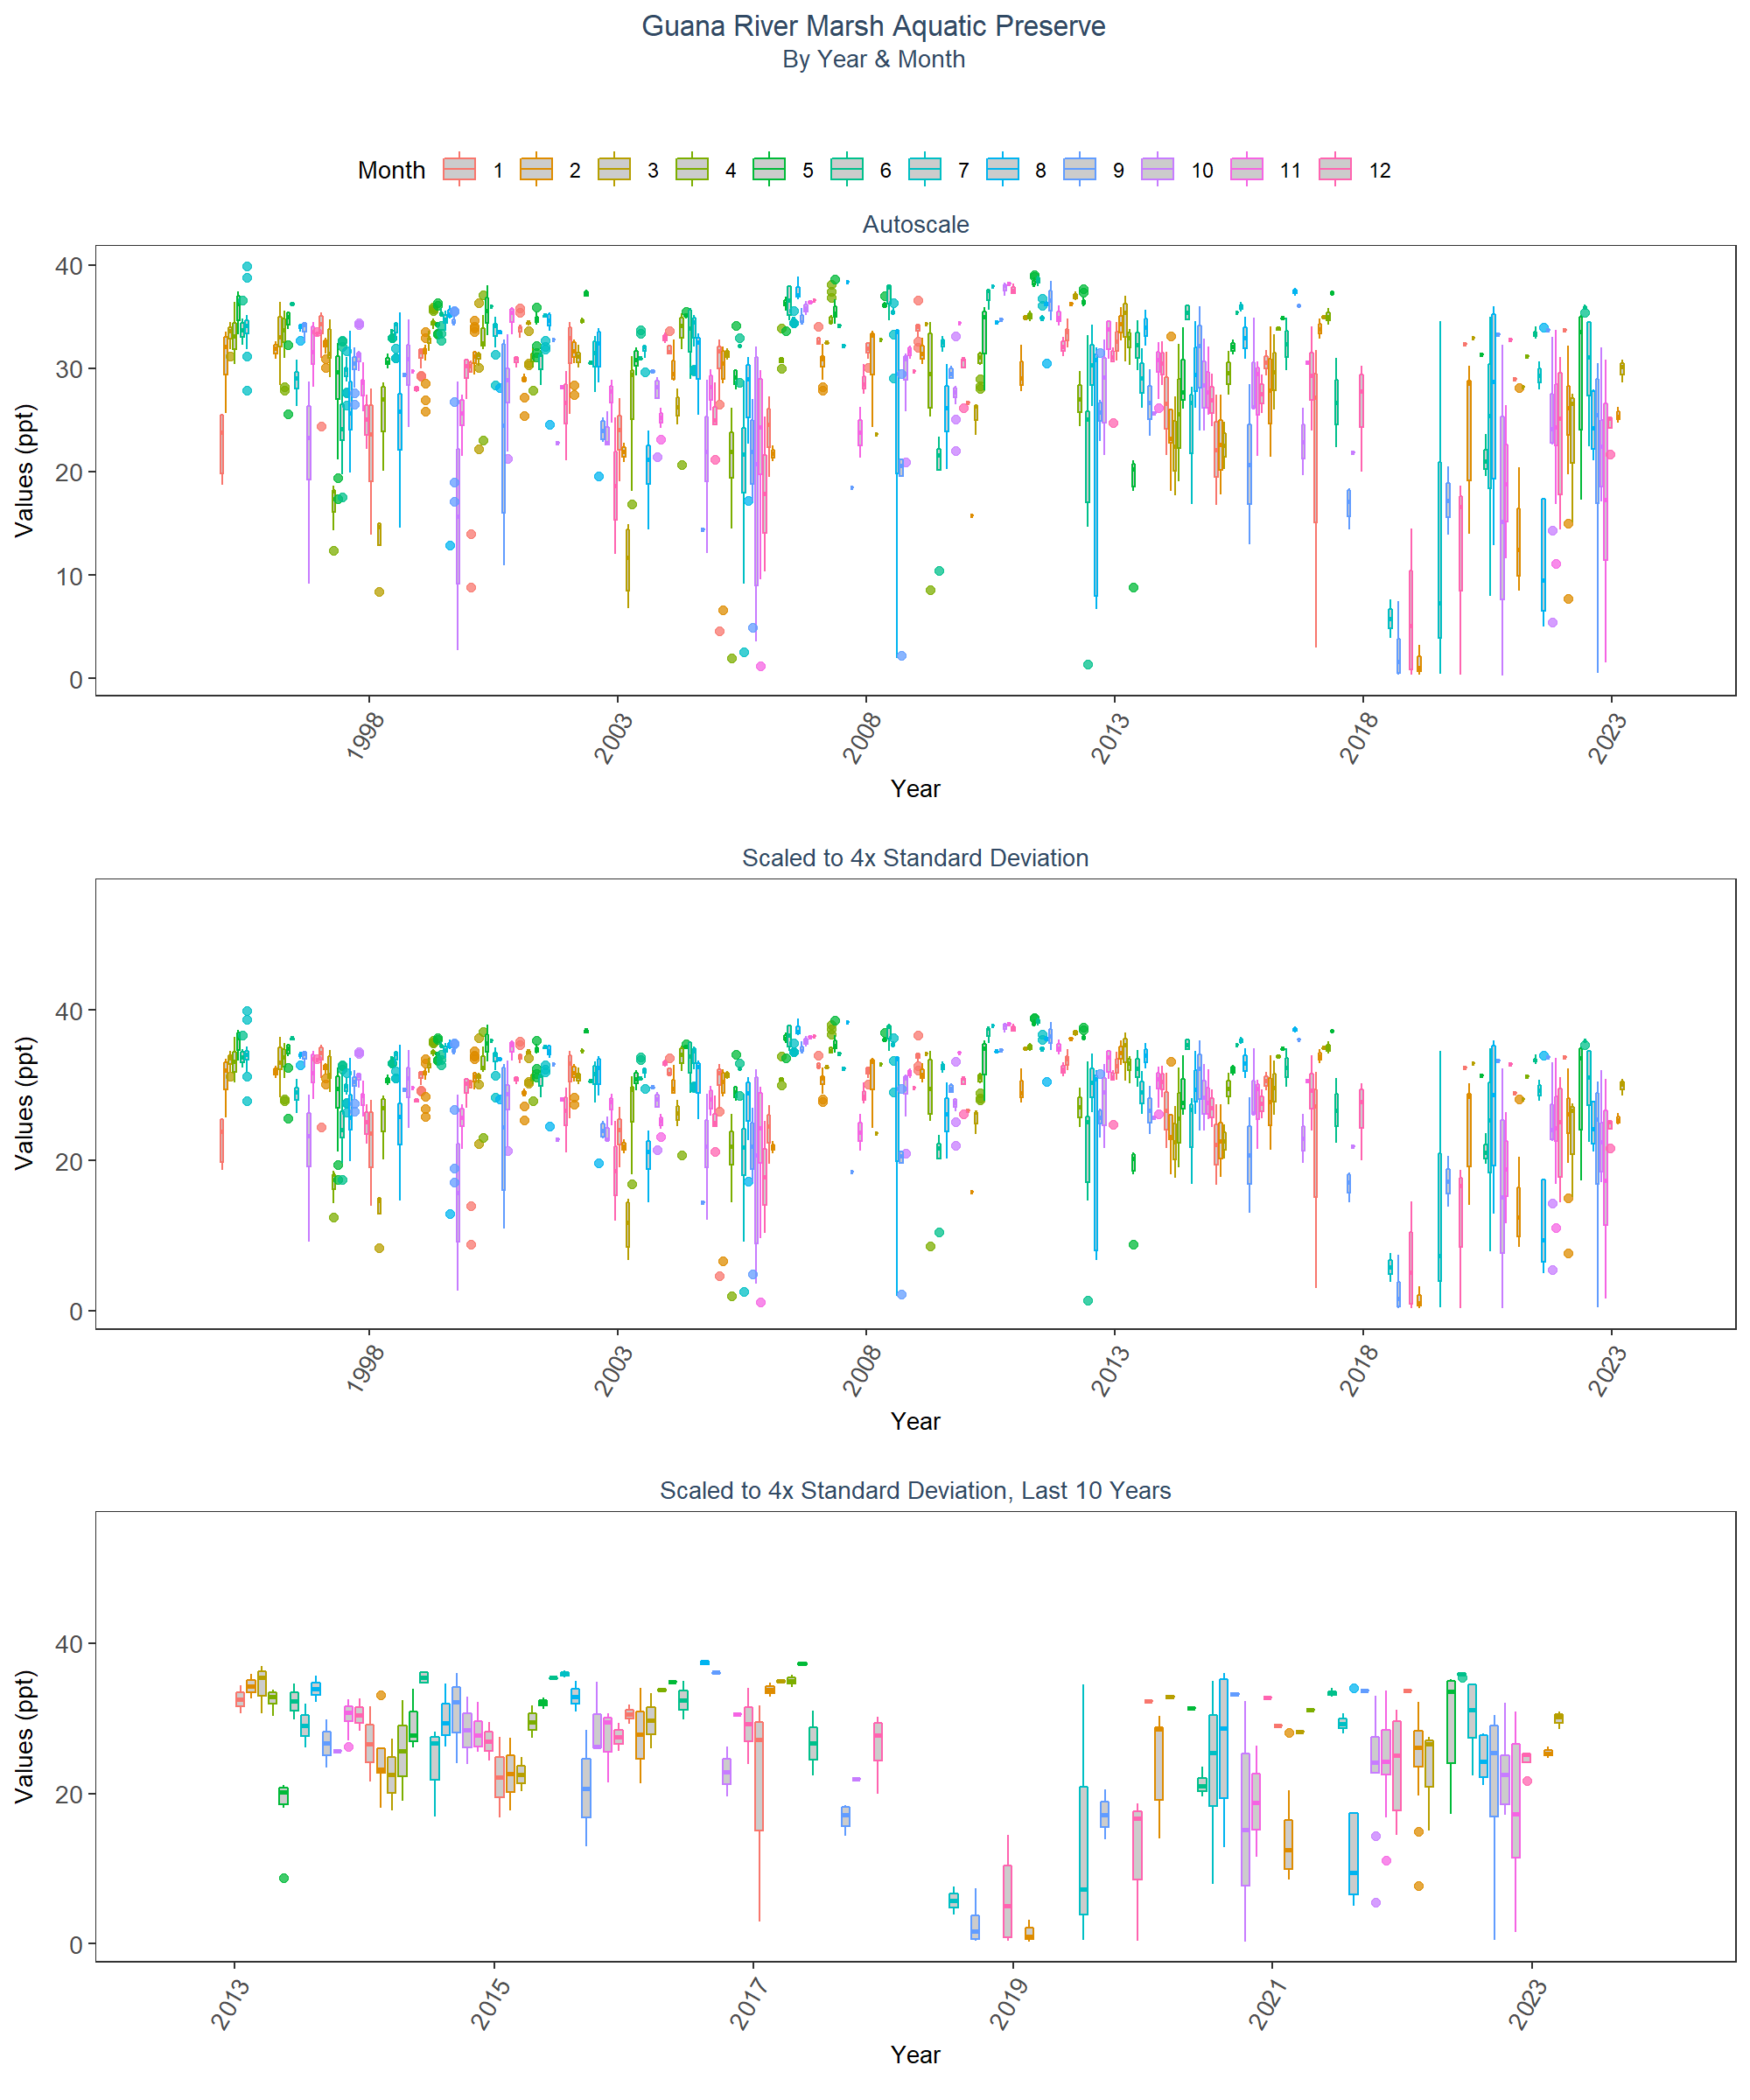 Guana River Marsh Aquatic Preserve
By Year & Month
Month 1 2 3 4 5 6 7 8 9 10 11 12
Autoscale
Values (ppt)
40
30
20
10
0
1998 2003 2008 2013 2018 2023
Year
Scaled to 4x Standard Deviation
Values (ppt)
40
20
0
1998 2003 2008 2013 2018 2023
Year
Scaled to 4x Standard Deviation, Last 10 Years
Values (ppt)
40
20
0
2013 2015 2017 2019 2021 2023
Year